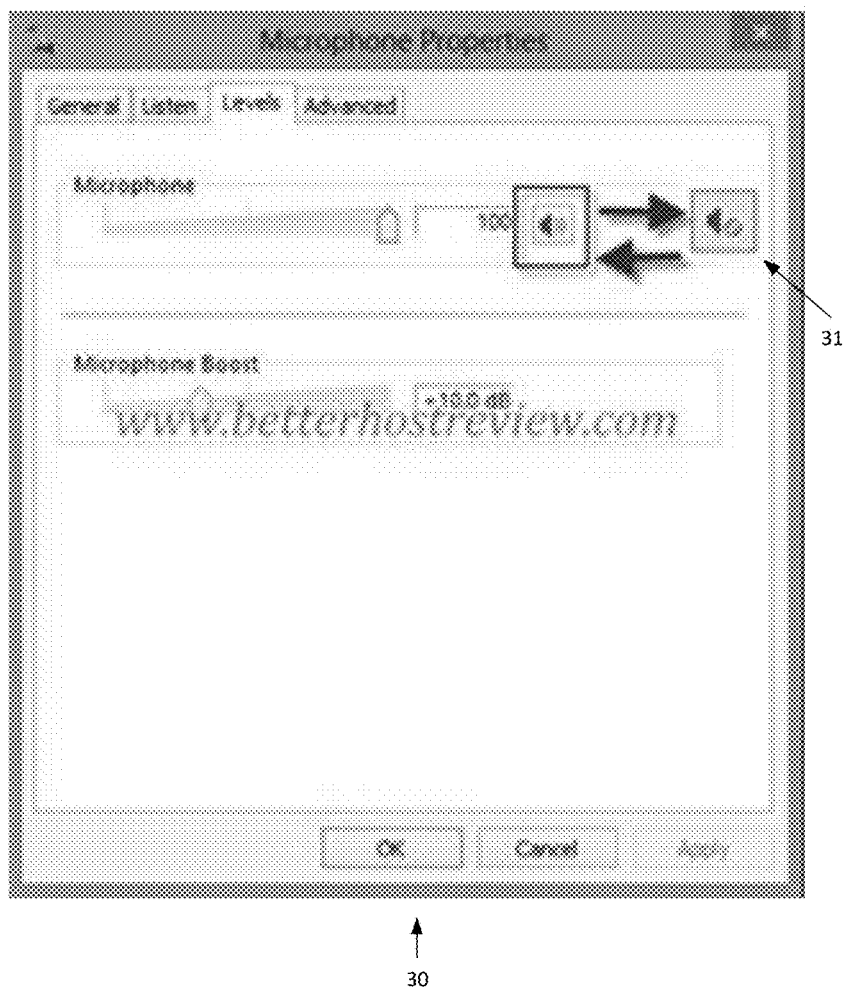 Microphone Properties
General Listen Levels Advanced
Microphone
100
31
Microphone Boost
+10.0 dB
www.betterhostreview.com
OK Cancel Apply
30